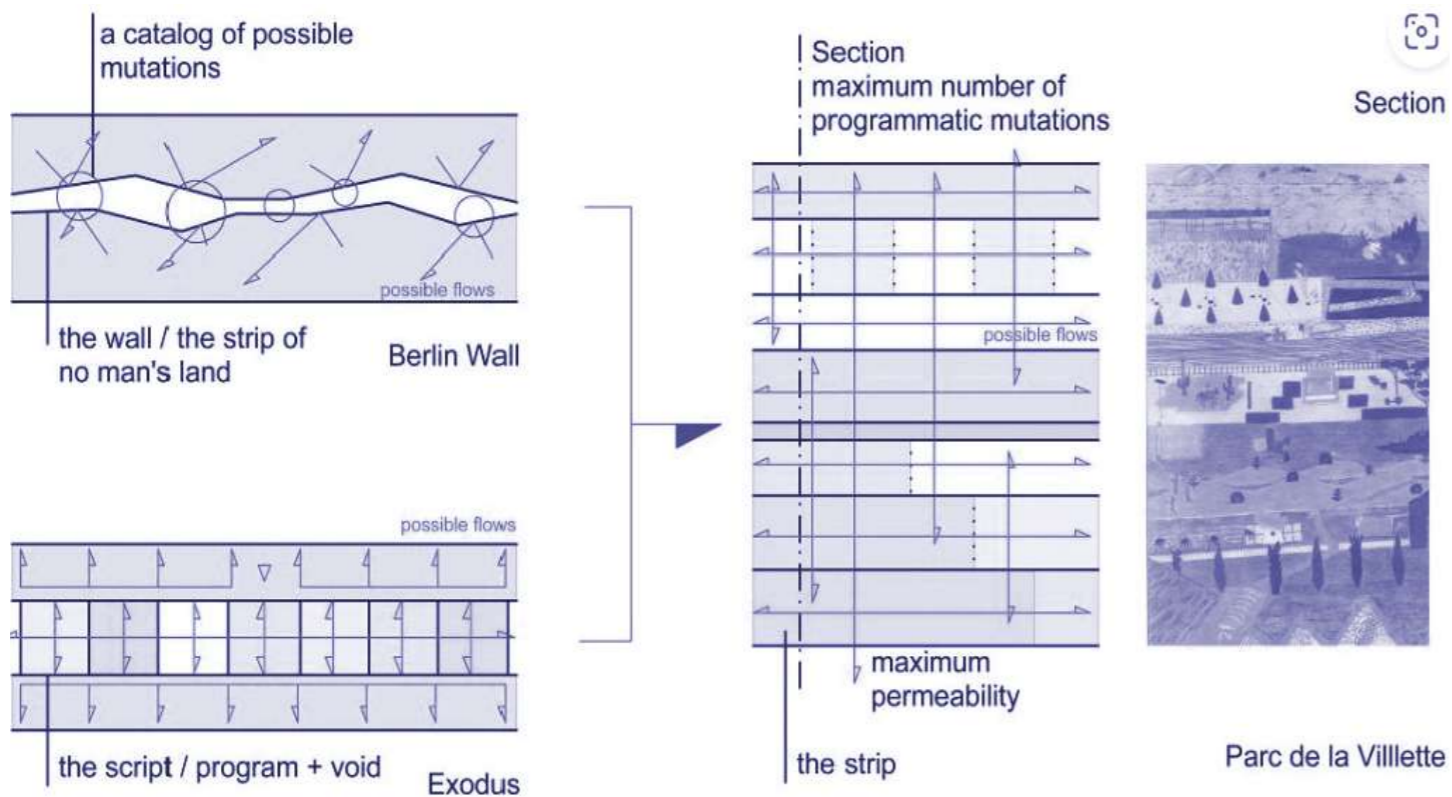 a catalog of possible
mutations
possible flows
the wall / the strip of
no man's land
Berlin Wall
possible flows
the script / program + void
Exodus
Section
maximum number of
programmatic mutations
possible flows
maximum
permeability
the strip
Section
Parc de la Villlette